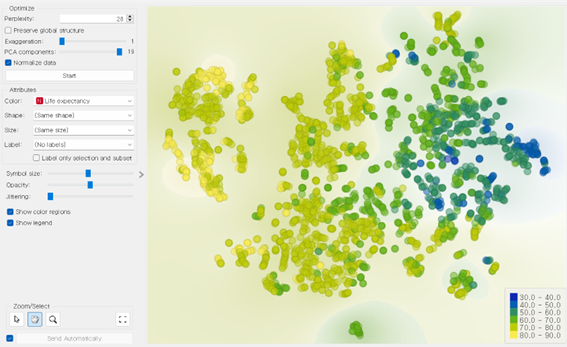 Optimize
Perplexity: 28
Preserve global structure
Exaggeration: 1
PCA components: 19
Normalize data
Start
Attributes
Color: N Life expectancy
Shape: (Same shape)
Size: (Same size)
Label: (No labels)
Label only selection and subset
Symbol size:
Opacity:
Jittering:
Show color regions
Show legend
Zoom/Select
Send Automatically
30.0 - 40.0
40.0 - 50.0
50.0 - 60.0
60.0 - 70.0
70.0 - 80.0
80.0 - 90.0